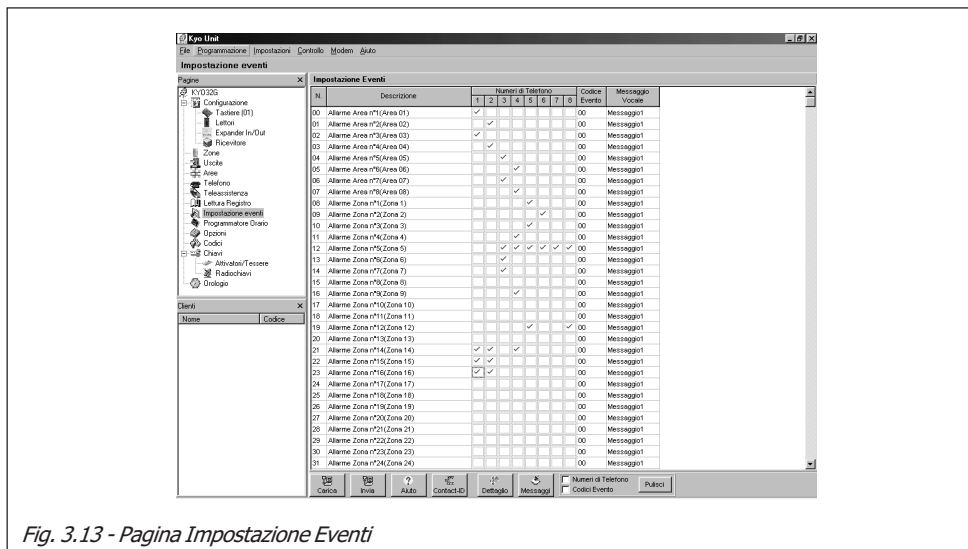 Kyo Unit
File Programmazione Impostazioni Controllo Modem Aiuto
Impostazione eventi
Pagine
KYO32G
Configurazione
Tastiere (01)
Lettori
Expander In/Out
Ricevitore
Zone
Uscite
Aree
Telefono
Teleassistenza
Lettura Registro
Impostazione eventi
Programmatore Orario
Opzioni
Codici
Chiavi
Attivatori/Tessere
Radiochiavi
Orologio
Clienti
Nome Codice
Impostazione Eventi
N. Descrizione Numeri di Telefono Codice Evento Messaggio Vocale
1 2 3 4 5 6 7 8
00 Allarme Area n°1(Area 01) 00 Messaggio1
01 Allarme Area n°2(Area 02) 00 Messaggio1
02 Allarme Area n°3(Area 03) 00 Messaggio1
03 Allarme Area n°4(Area 04) 00 Messaggio1
04 Allarme Area n°5(Area 05) 00 Messaggio1
05 Allarme Area n°6(Area 06) 00 Messaggio1
06 Allarme Area n°7(Area 07) 00 Messaggio1
07 Allarme Area n°8(Area 08) 00 Messaggio1
08 Allarme Zona n°1(Zona 1) 00 Messaggio1
09 Allarme Zona n°2(Zona 2) 00 Messaggio1
10 Allarme Zona n°3(Zona 3) 00 Messaggio1
11 Allarme Zona n°4(Zona 4) 00 Messaggio1
12 Allarme Zona n°5(Zona 5) 00 Messaggio1
13 Allarme Zona n°6(Zona 6) 00 Messaggio1
14 Allarme Zona n°7(Zona 7) 00 Messaggio1
15 Allarme Zona n°8(Zona 8) 00 Messaggio1
16 Allarme Zona n°9(Zona 9) 00 Messaggio1
17 Allarme Zona n°10(Zona 10) 00 Messaggio1
18 Allarme Zona n°11(Zona 11) 00 Messaggio1
19 Allarme Zona n°12(Zona 12) 00 Messaggio1
20 Allarme Zona n°13(Zona 13) 00 Messaggio1
21 Allarme Zona n°14(Zona 14) 00 Messaggio1
22 Allarme Zona n°15(Zona 15) 00 Messaggio1
23 Allarme Zona n°16(Zona 16) 00 Messaggio1
24 Allarme Zona n°17(Zona 17) 00 Messaggio1
25 Allarme Zona n°18(Zona 18) 00 Messaggio1
26 Allarme Zona n°19(Zona 19) 00 Messaggio1
27 Allarme Zona n°20(Zona 20) 00 Messaggio1
28 Allarme Zona n°21(Zona 21) 00 Messaggio1
29 Allarme Zona n°22(Zona 22) 00 Messaggio1
30 Allarme Zona n°23(Zona 23) 00 Messaggio1
31 Allarme Zona n°24(Zona 24) 00 Messaggio1
Carica Invia Aiuto Contact-ID Dettaglio Messaggi
Numeri di Telefono
Codici Evento
Pulisci
Fig. 3.13 - Pagina Impostazione Eventi